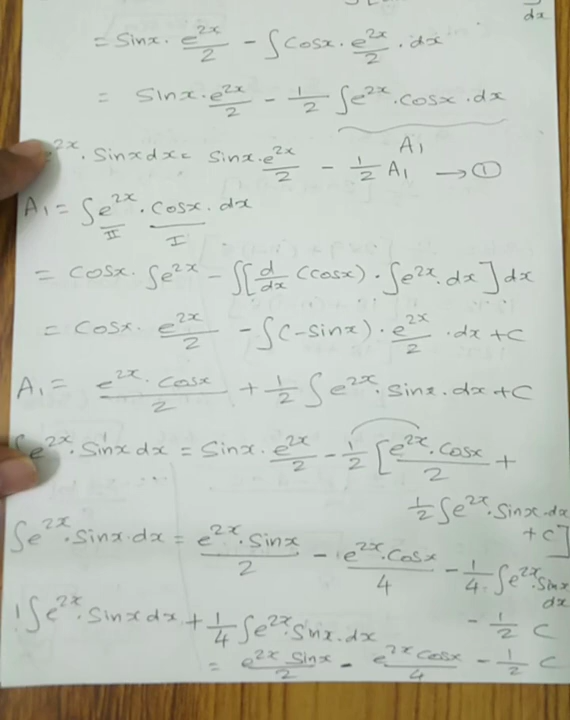 dx
= Sinx · e^2x/2 - ∫Cosx · e^2x/2 · dx
= Sinx · e^2x/2 - 1/2 ∫e^2x · cosx · dx
A₁
e^2x · Sinxdx = Sinx · e^2x/2 - 1/2 A₁ → ①
A₁ = ∫e^2x · Cosx · dx
II I
= Cosx · ∫e^2x - ∫[d/dx (Cosx) · ∫e^2x · dx] dx
= Cosx · e^2x/2 - ∫(-sinx) · e^2x/2 · dx + C
A₁ = e^2x · Cosx/2 + 1/2 ∫e^2x · Sinx · dx + C
∫e^2x · Sinx dx = Sinx · e^2x/2 - 1/2 [e^2x · Cosx/2 +
1/2 ∫e^2x · Sinx · dx
+ C]
∫e^2x · Sinx · dx = e^2x · Sinx/2 - e^2x · Cosx/4 - 1/4 · ∫e^2x Sinx
dx
- 1/2 C
1∫e^2x · Sinx dx + 1/4 ∫e^2x · Sinx · dx
= e^2x Sinx/2 - e^2x Cosx/4 - 1/2 C